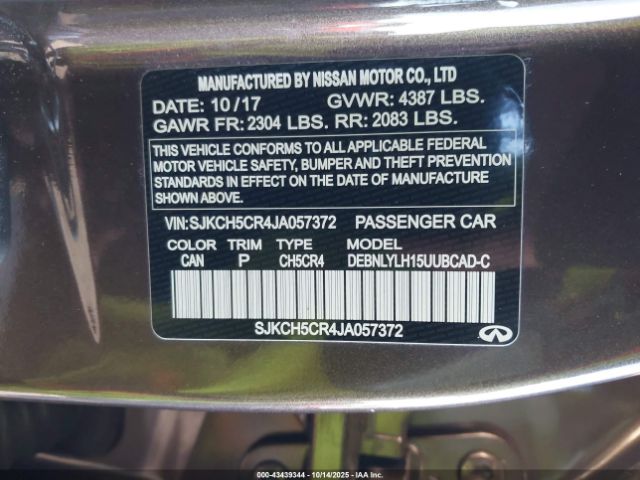 MANUFACTURED BY NISSAN MOTOR CO., LTD
DATE: 10/17 GVWR: 4387 LBS.
GAWR FR: 2304 LBS. RR: 2083 LBS.
THIS VEHICLE CONFORMS TO ALL APPLICABLE FEDERAL
MOTOR VEHICLE SAFETY, BUMPER AND THEFT PREVENTION
STANDARDS IN EFFECT ON THE DATE OF MANUFACTURE
SHOWN ABOVE.
VIN: SJKCH5CR4JA057372 PASSENGER CAR
COLOR TRIM TYPE MODEL
CAN P CH5CR4 DEBNLYLH15UUBCAD-C
SJKCH5CR4JA057372
000-43439344 10/14/2025 IAAI.COM